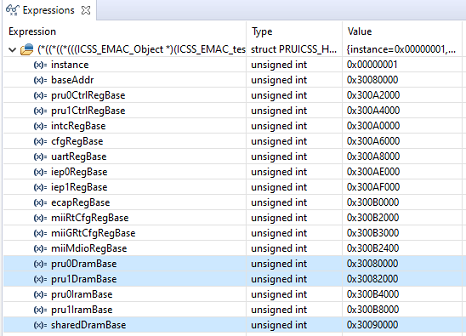 Expressions
Expression Type Value
(*((*((*(((ICSS_EMAC_Object *)(ICSS_EMAC_tes struct PRUICSS_H... {instance=0x00000001,...
(x)= instance unsigned int 0x00000001
(x)= baseAddr unsigned int 0x30080000
(x)= pru0CtrlRegBase unsigned int 0x300A2000
(x)= pru1CtrlRegBase unsigned int 0x300A4000
(x)= intcRegBase unsigned int 0x300A0000
(x)= cfgRegBase unsigned int 0x300A6000
(x)= uartRegBase unsigned int 0x300A8000
(x)= iep0RegBase unsigned int 0x300AE000
(x)= iep1RegBase unsigned int 0x300AF000
(x)= ecapRegBase unsigned int 0x300B0000
(x)= miiRtCfgRegBase unsigned int 0x300B2000
(x)= miiGRtCfgRegBase unsigned int 0x300B3000
(x)= miiMdioRegBase unsigned int 0x300B2400
(x)= pru0DramBase unsigned int 0x30080000
(x)= pru1DramBase unsigned int 0x30082000
(x)= pru0IramBase unsigned int 0x300B4000
(x)= pru1IramBase unsigned int 0x300B8000
(x)= sharedDramBase unsigned int 0x30090000